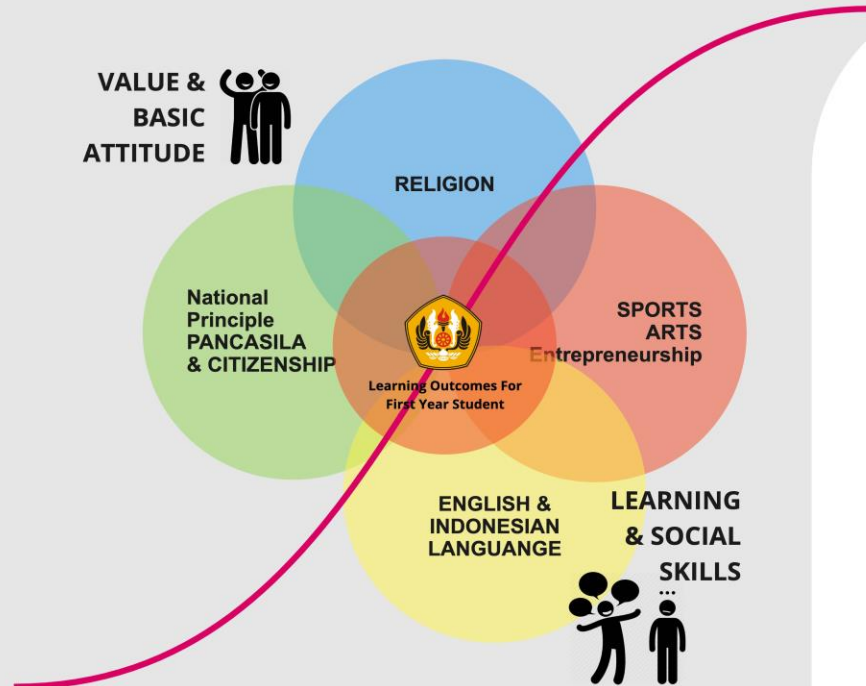 VALUE &
BASIC
ATTITUDE
RELIGION
National
Principle
PANCASILA
& CITIZENSHIP
SPORTS
ARTS
Entrepreneurship
Learning Outcomes For
First Year Student
ENGLISH &
INDONESIAN
LANGUANGE
LEARNING
& SOCIAL
SKILLS
...